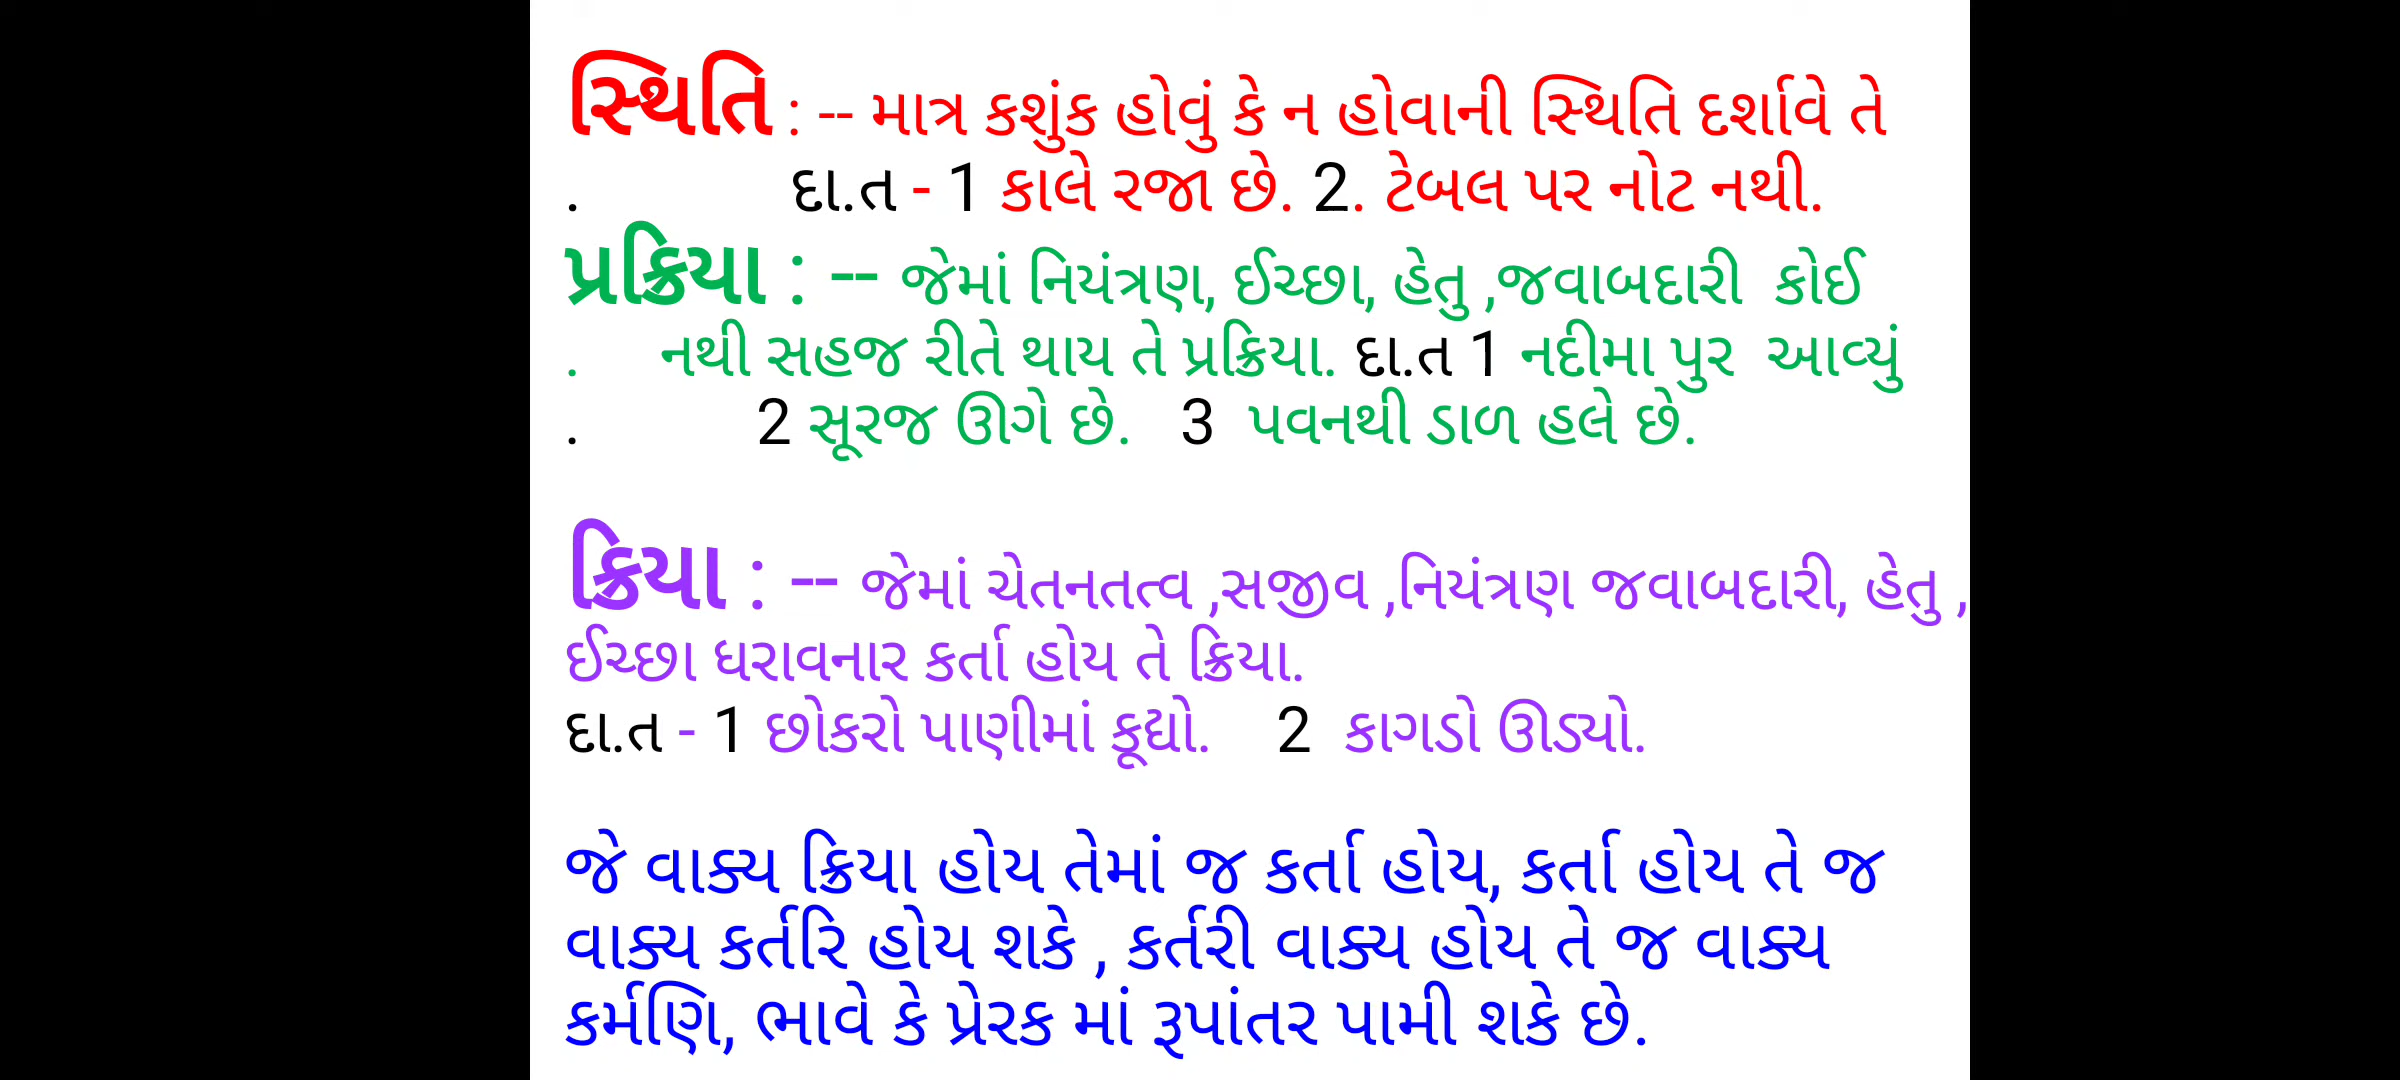 સ્થિતિ : -- માત્ર કશુંક હોવું કે ન હોવાની સ્થિતિ દર્શાવે તે
. દા.ત - 1 કાલે રજા છે. 2. ટેબલ પર નોટ નથી.
પ્રક્રિયા : -- જેમાં નિયંત્રણ, ઈચ્છા, હેતુ ,જવાબદારી કોઈ
. નથી સહજ રીતે થાય તે પ્રક્રિયા. દા.ત 1 નદીમા પુર આવ્યું
. 2 સૂરજ ઊગે છે. 3 પવનથી ડાળ હલે છે.
ક્રિયા : -- જેમાં ચેતનતત્વ ,સજીવ ,નિયંત્રણ જવાબદારી, હેતુ ,
ઈચ્છા ધરાવનાર કર્તા હોય તે ક્રિયા.
દા.ત - 1 છોકરો પાણીમાં કૂદ્યો. 2 કાગડો ઊડ્યો.
જે વાક્ય ક્રિયા હોય તેમાં જ કર્તા હોય, કર્તા હોય તે જ
વાક્ય કર્તરિ હોય શકે , કર્તરી વાક્ય હોય તે જ વાક્ય
કર્મણિ, ભાવે કે પ્રેરક માં રૂપાંતર પામી શકે છે.